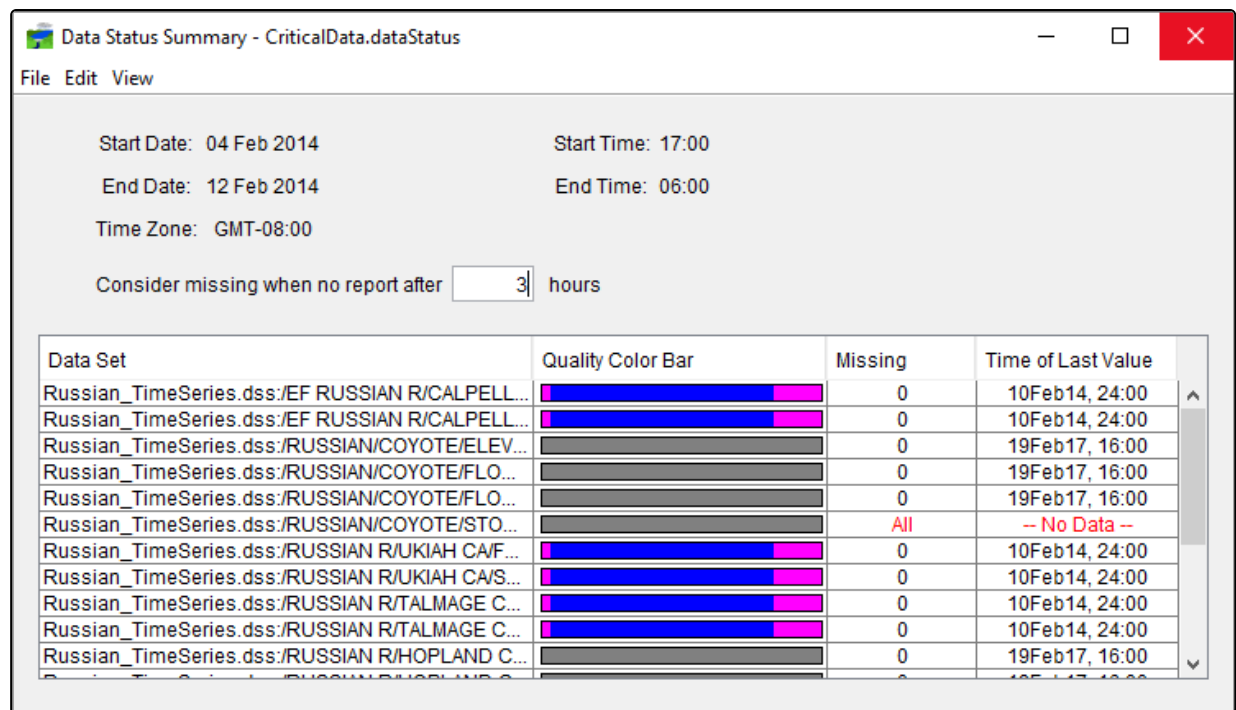 Data Status Summary - CriticalData.dataStatus
File Edit View
Start Date: 04 Feb 2014 Start Time: 17:00
End Date: 12 Feb 2014 End Time: 06:00
Time Zone: GMT-08:00
Consider missing when no report after 3 hours
Data Set Quality Color Bar Missing Time of Last Value
Russian_TimeSeries.dss:/EF RUSSIAN R/CALPELL... 0 10Feb14, 24:00
Russian_TimeSeries.dss:/EF RUSSIAN R/CALPELL... 0 10Feb14, 24:00
Russian_TimeSeries.dss:/RUSSIAN/COYOTE/ELEV... 0 19Feb17, 16:00
Russian_TimeSeries.dss:/RUSSIAN/COYOTE/FLO... 0 19Feb17, 16:00
Russian_TimeSeries.dss:/RUSSIAN/COYOTE/FLO... 0 19Feb17, 16:00
Russian_TimeSeries.dss:/RUSSIAN/COYOTE/STO... All -- No Data --
Russian_TimeSeries.dss:/RUSSIAN R/UKIAH CA/F... 0 10Feb14, 24:00
Russian_TimeSeries.dss:/RUSSIAN R/UKIAH CA/S... 0 10Feb14, 24:00
Russian_TimeSeries.dss:/RUSSIAN R/TALMAGE C... 0 10Feb14, 24:00
Russian_TimeSeries.dss:/RUSSIAN R/TALMAGE C... 0 10Feb14, 24:00
Russian_TimeSeries.dss:/RUSSIAN R/HOPLAND C... 0 19Feb17, 16:00